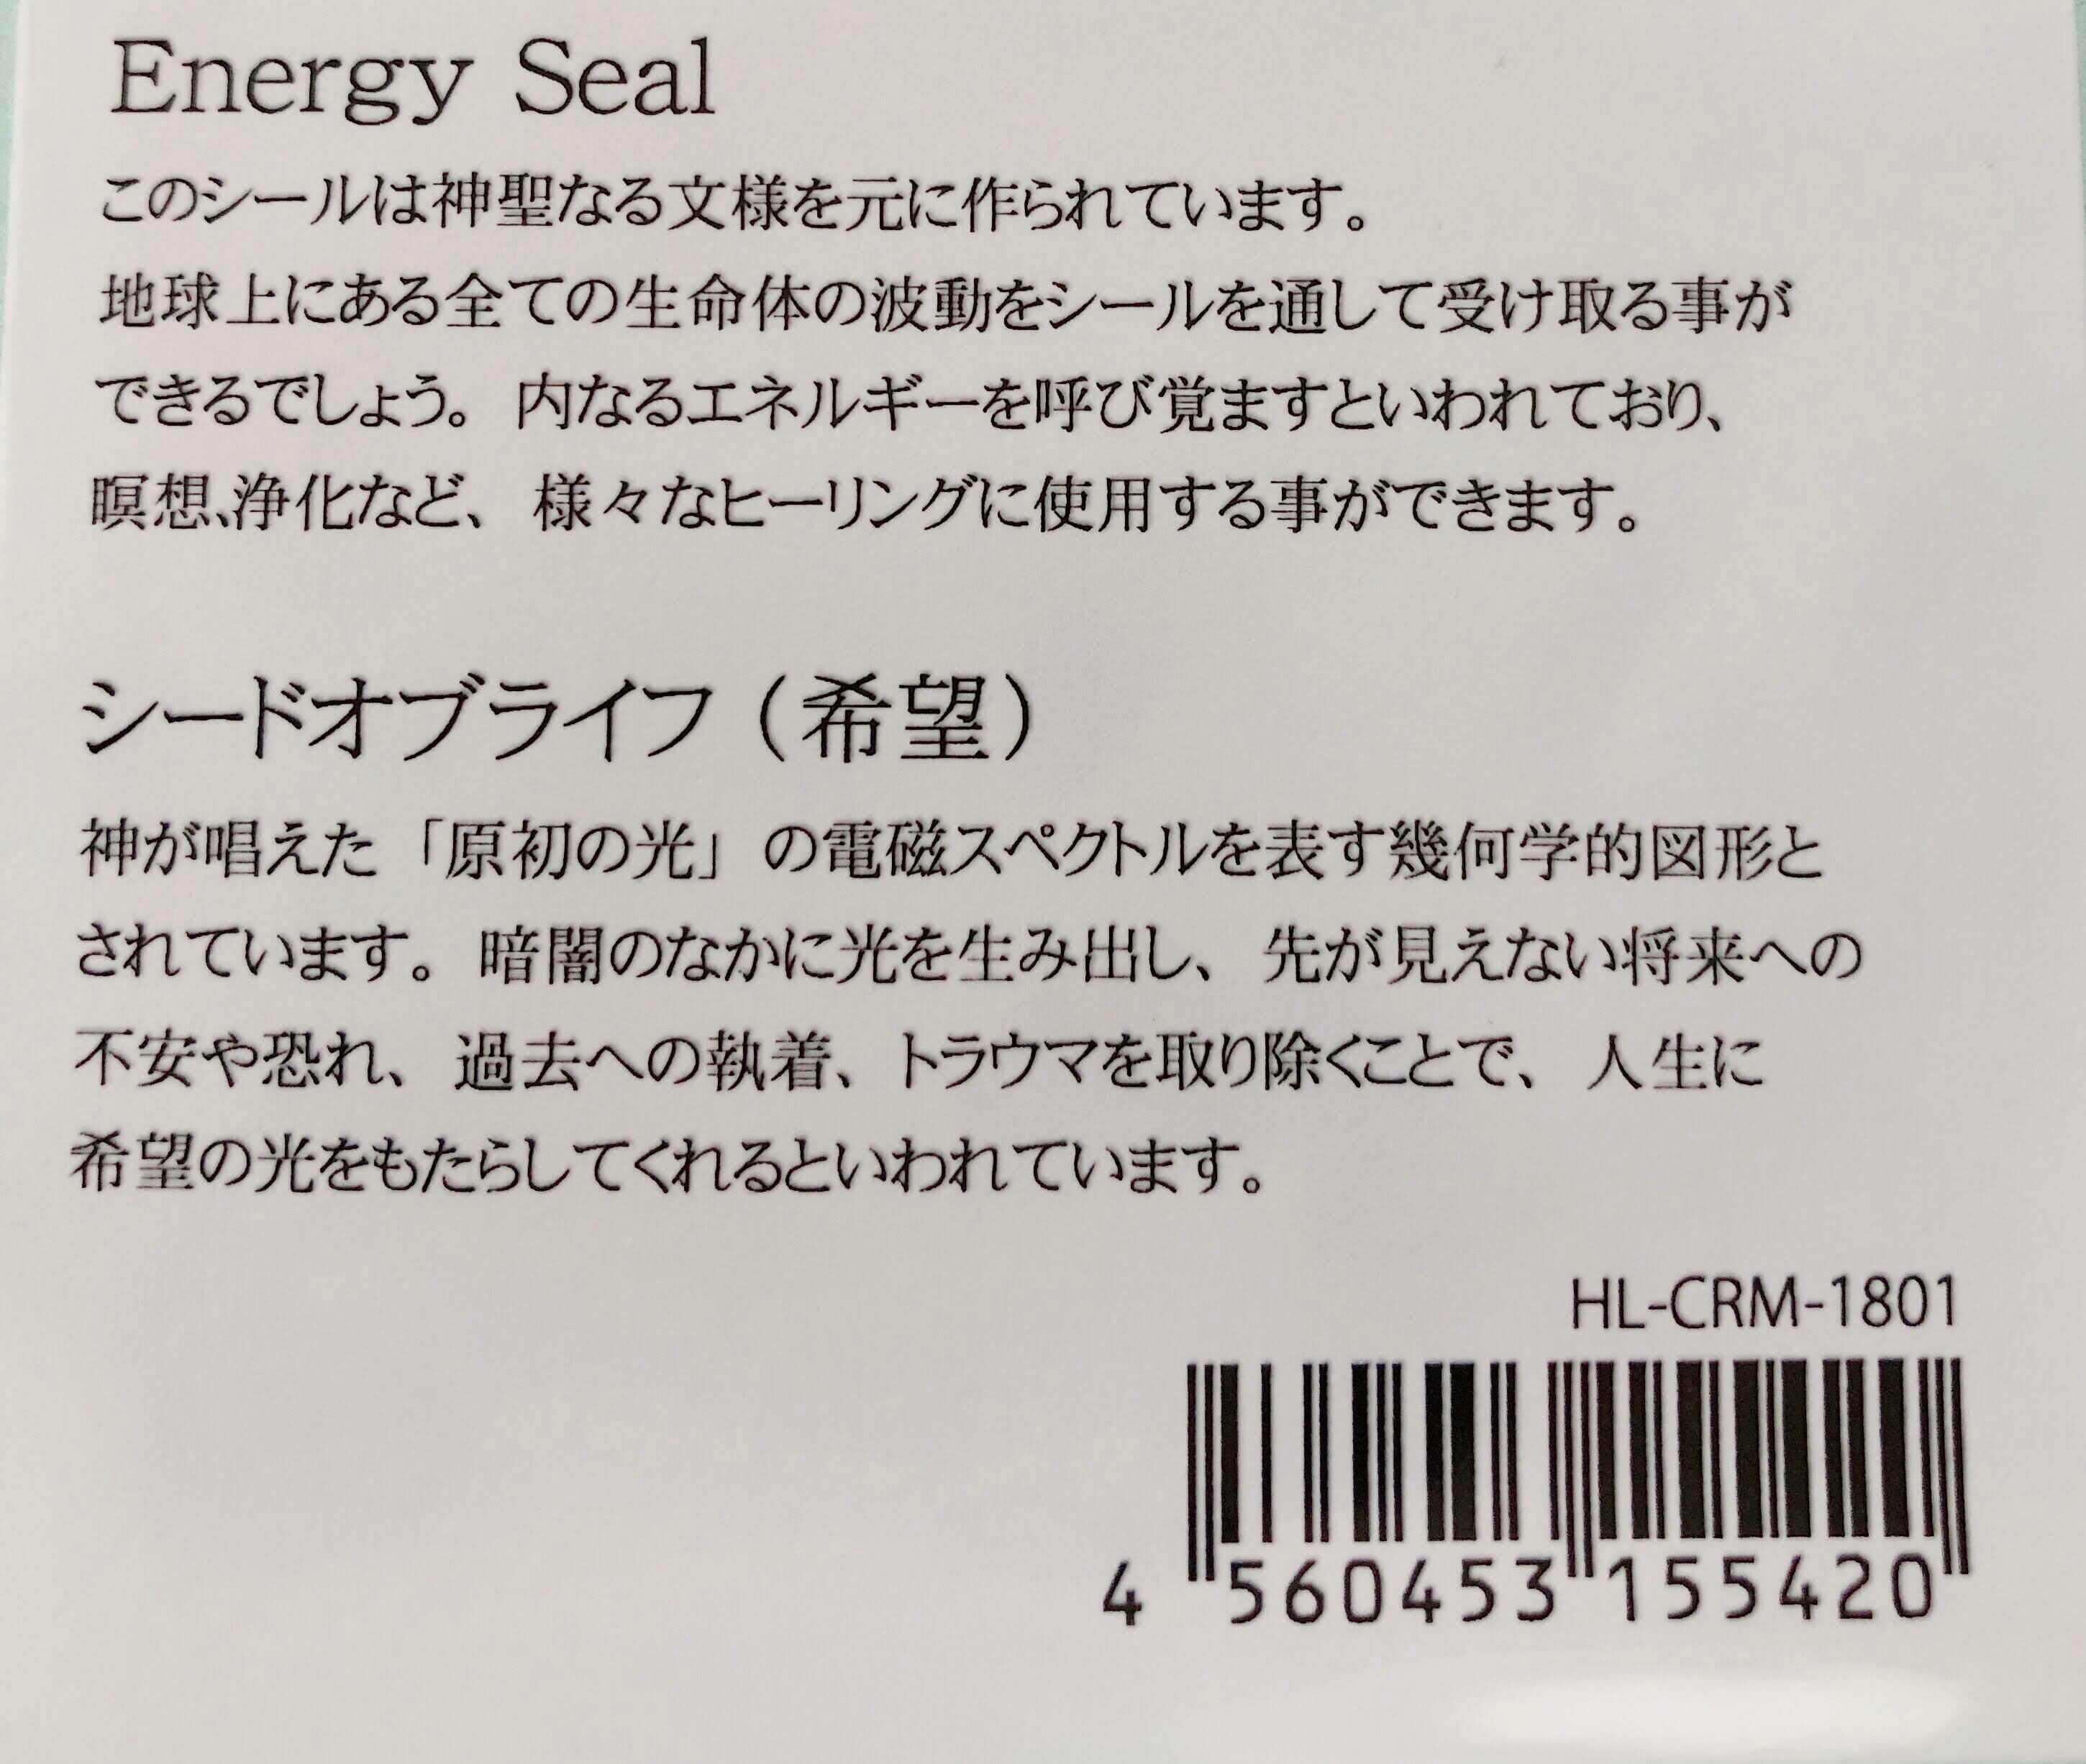 Energy Seal
このシールは神聖なる文様を元に作られています。
地球上にある全ての生命体の波動をシールを通して受け取る事が
できるでしょう。内なるエネルギーを呼び覚ますといわれており、
瞑想、浄化など、様々なヒーリングに使用する事ができます。
シードオブライフ（希望）
神が唱えた「原初の光」の電磁スペクトルを表す幾何学的図形と
されています。暗闇のなかに光を生み出し、先が見えない将来への
不安や恐れ、過去への執着、トラウマを取り除くことで、人生に
希望の光をもたらしてくれるといわれています。
HL-CRM-1801
4 560453 155420